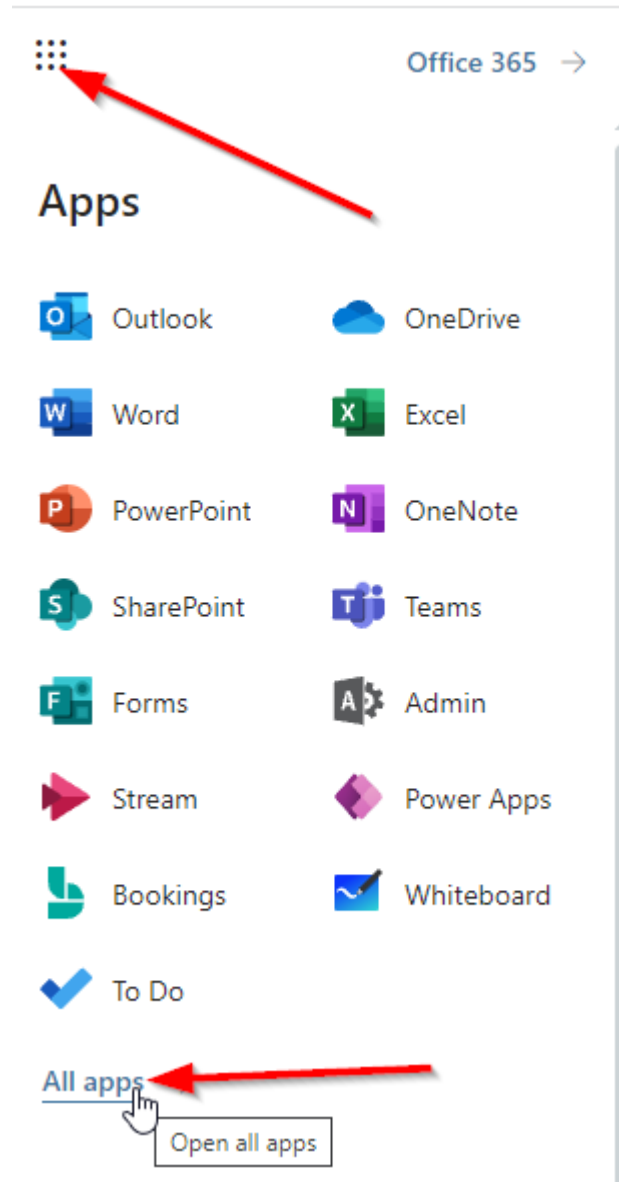 Office 365 →
Apps
Outlook OneDrive
Word Excel
PowerPoint OneNote
SharePoint Teams
Forms Admin
Stream Power Apps
Bookings Whiteboard
To Do
All apps
Open all apps